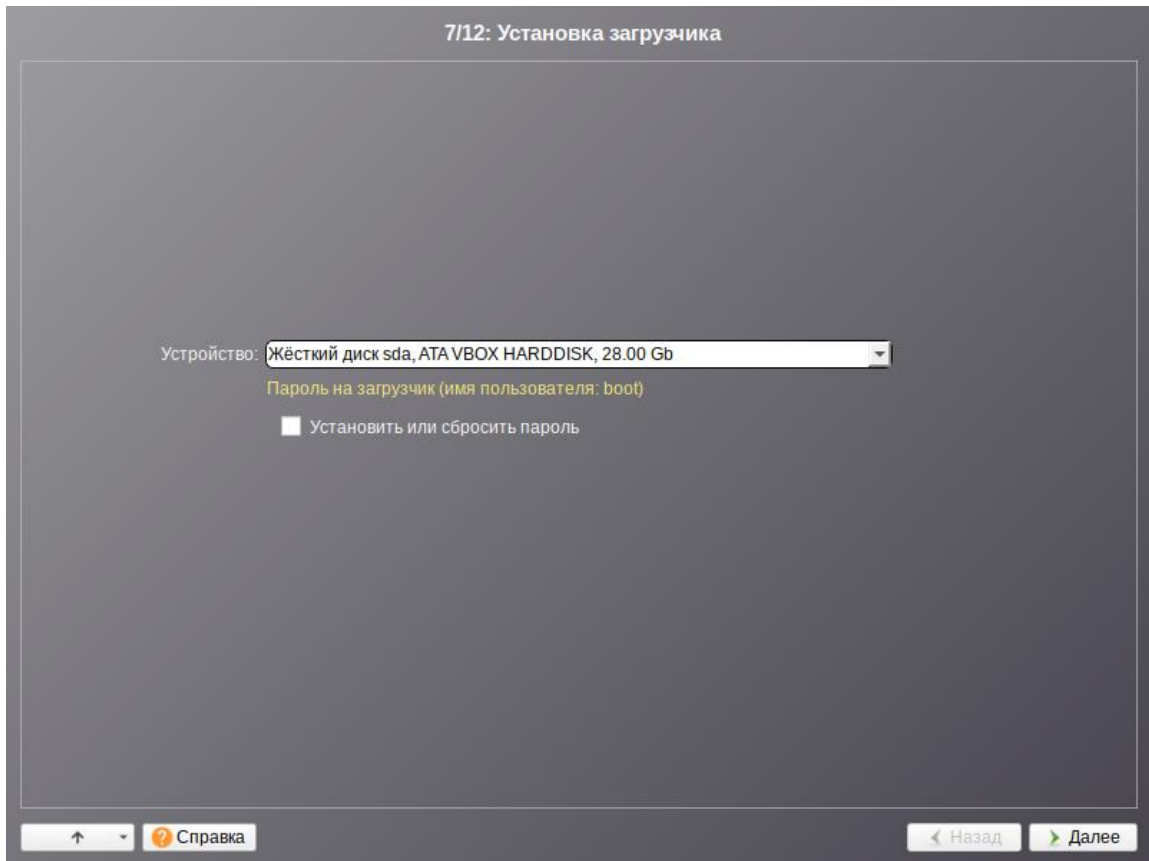 7/12: Установка загрузчика
Устройство: Жёсткий диск sda, ATA VBOX HARDDISK, 28.00 Gb
Пароль на загрузчик (имя пользователя: boot)
Установить или сбросить пароль
Справка Назад Далее